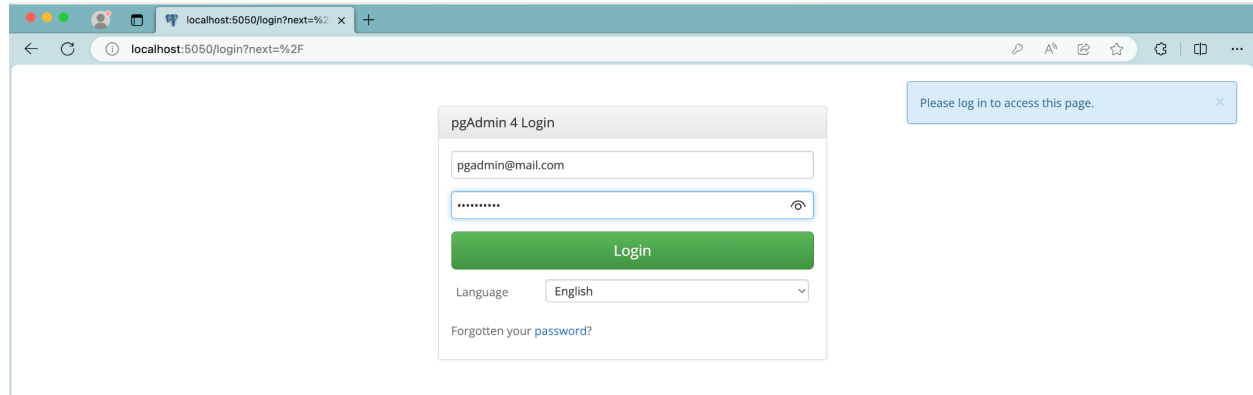 localhost:5050/login?next=%2
localhost:5050/login?next=%2F
Please log in to access this page.
pgAdmin 4 Login
pgadmin@mail.com
••••••••••
Login
Language English
Forgotten your password?